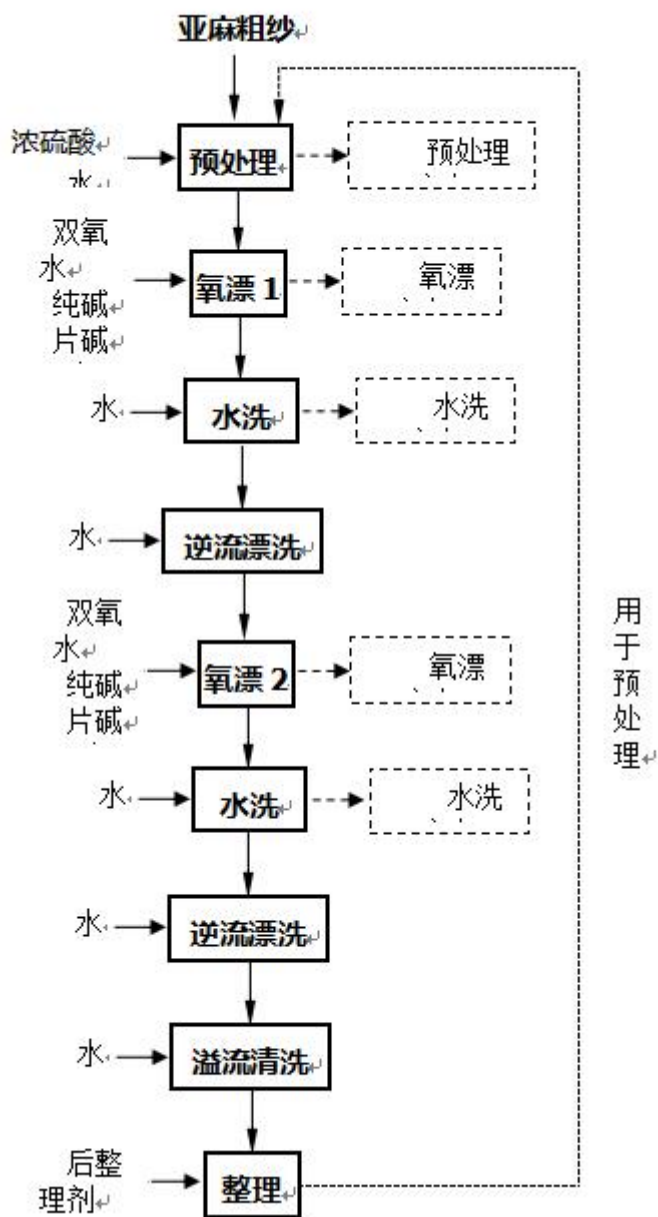 亚麻粗纱
浓硫酸
水
预处理
预处理
双氧
水
纯碱
片碱
氧漂 1
氧漂
水
水洗
水洗
水
逆流漂洗
双氧
水
纯碱
片碱
氧漂 2
氧漂
用
于
预
处
理
水
水洗
水洗
水
逆流漂洗
水
溢流清洗
后整
理剂
整理